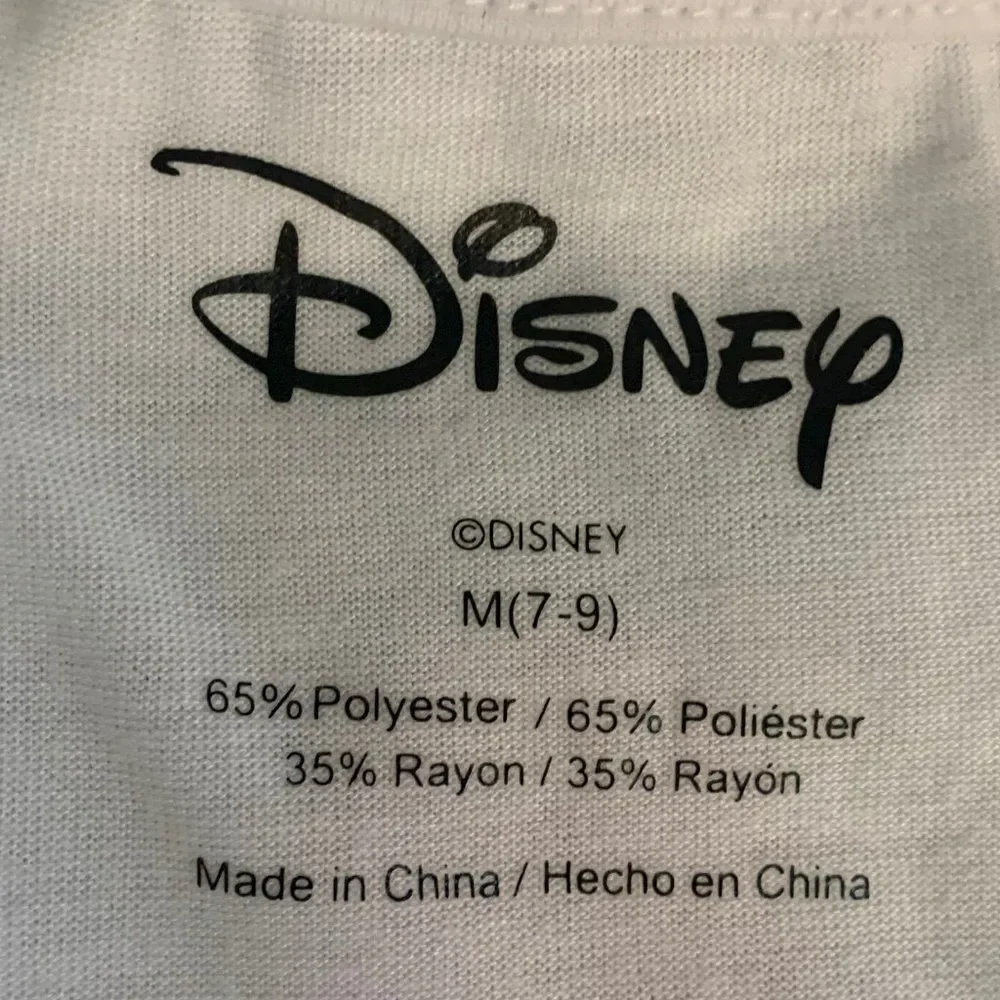 Disney
©DISNEY
M(7-9)
65% Polyester / 65% Poliéster
35% Rayon / 35% Rayón
Made in China / Hecho en China